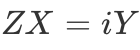 ZX = iY